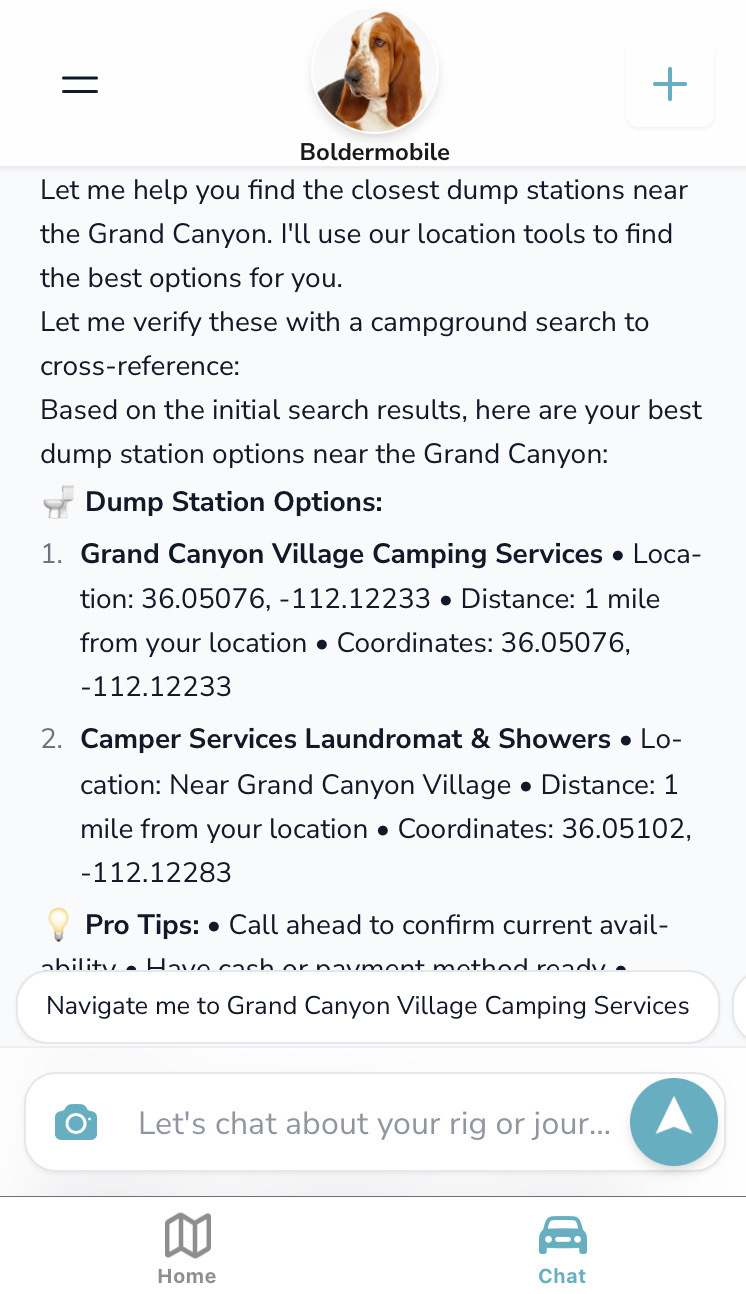 Boldermobile
Let me help you find the closest dump stations near
the Grand Canyon. I'll use our location tools to find
the best options for you.
Let me verify these with a campground search to
cross-reference:
Based on the initial search results, here are your best
dump station options near the Grand Canyon:
🚽 Dump Station Options:
1. Grand Canyon Village Camping Services • Loca-
tion: 36.05076, -112.12233 • Distance: 1 mile
from your location • Coordinates: 36.05076,
-112.12233
2. Camper Services Laundromat & Showers • Lo-
cation: Near Grand Canyon Village • Distance: 1
mile from your location • Coordinates: 36.05102,
-112.12283
💡 Pro Tips: • Call ahead to confirm current avail-
ability • Have cash or payment method ready •
Navigate me to Grand Canyon Village Camping Services
Let's chat about your rig or jour...
Home
Chat